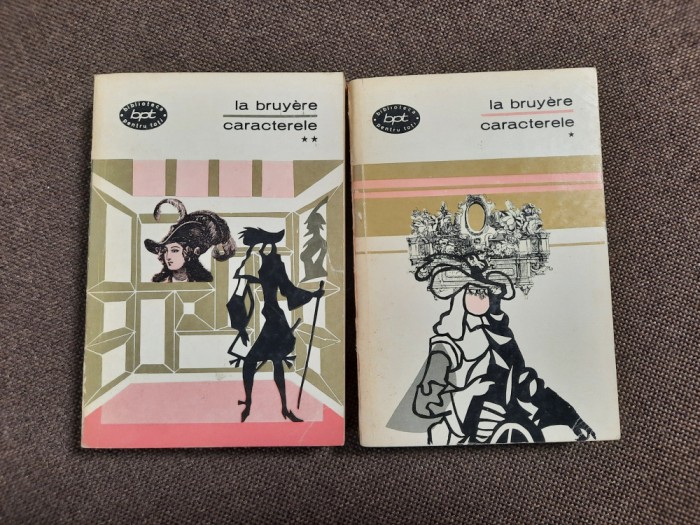 biblioteca
bpt
pentru toți
la bruyère
caracterele
★★
biblioteca
bpt
pentru toți
la bruyère
caracterele
★